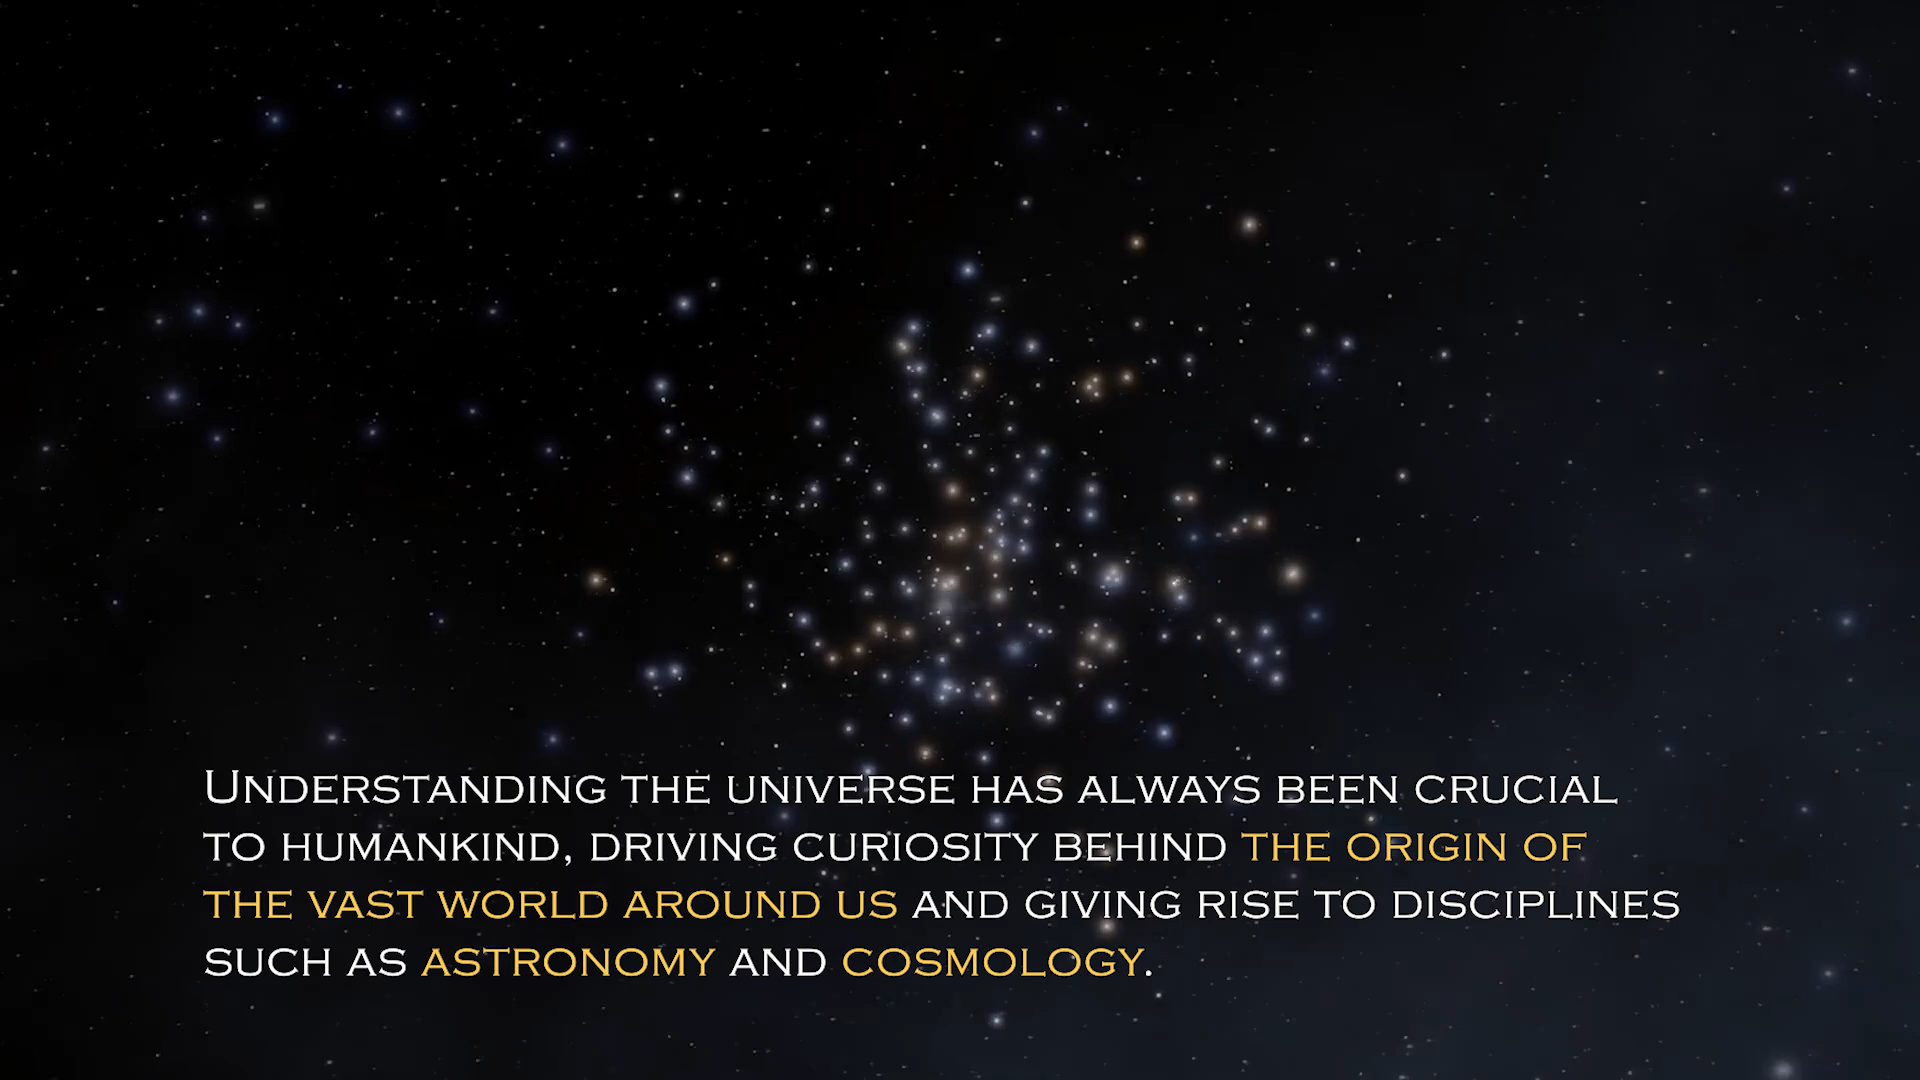 Understanding the universe has always been crucial
to humankind, driving curiosity behind the origin of
the vast world around us and giving rise to disciplines
such as astronomy and cosmology.